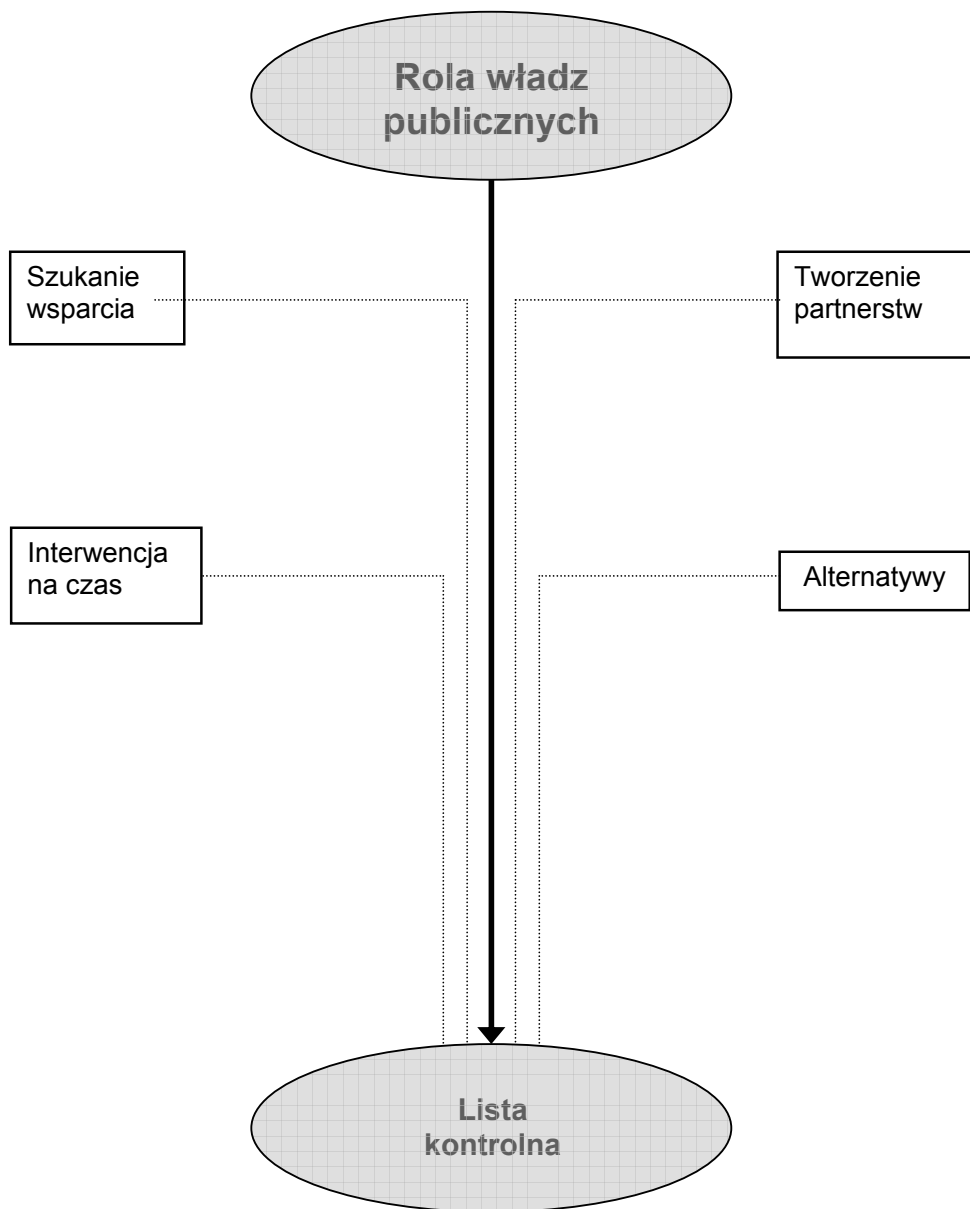 Rola władz
publicznych
Szukanie
wsparcia
Tworzenie
partnerstw
Interwencja
na czas
Alternatywy
Lista
kontrolna